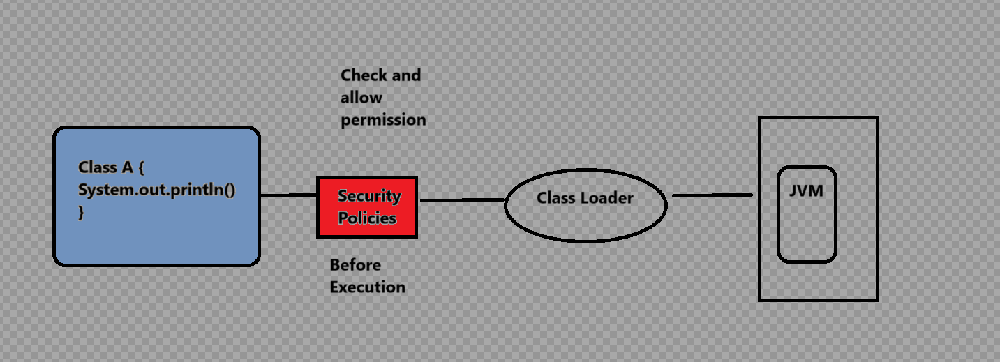 Check and
allow
permission
Class A {
System.out.println()
}
Security
Policies
Class Loader
JVM
Before
Execution